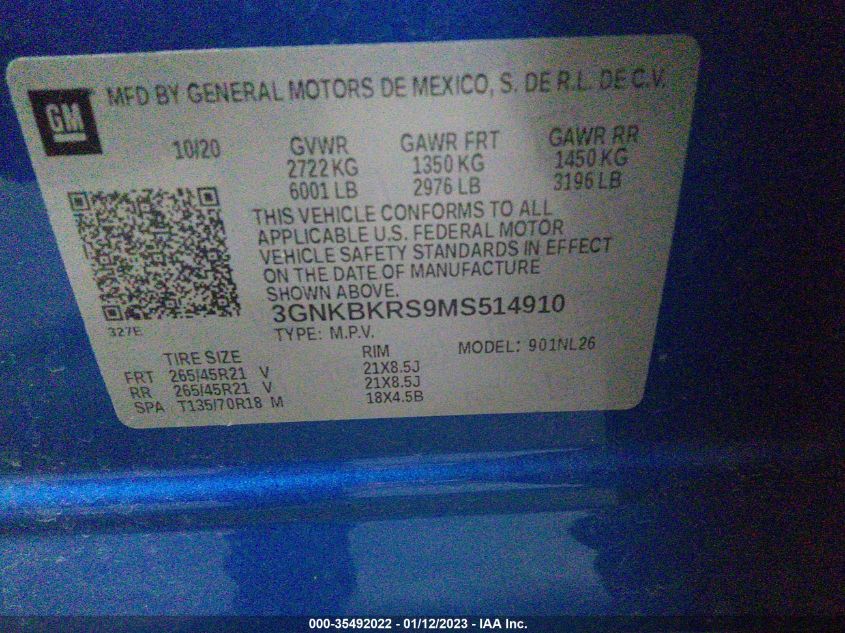 MFD BY GENERAL MOTORS DE MEXICO, S. DE R.L. DE C.V.
GM
10/20 GVWR GAWR FRT GAWR RR
2722 KG 1350 KG 1450 KG
6001 LB 2976 LB 3196 LB
THIS VEHICLE CONFORMS TO ALL
APPLICABLE U.S. FEDERAL MOTOR
VEHICLE SAFETY STANDARDS IN EFFECT
ON THE DATE OF MANUFACTURE
SHOWN ABOVE.
3GNKBKRS9MS514910
327E TYPE: M.P.V.
TIRE SIZE RIM MODEL: 901NL26
FRT 265/45R21 V 21X8.5J
RR 265/45R21 V 21X8.5J
SPA T135/70R18 M 18X4.5B
000-35492022 - 01/12/2023 - IAA Inc.